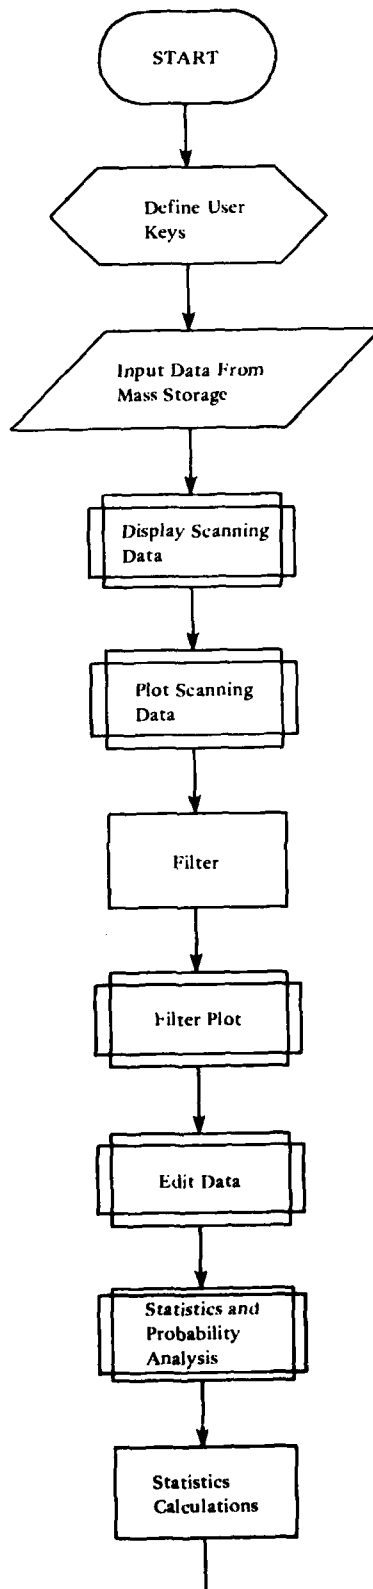 START
Define User
Keys
Input Data From
Mass Storage
Display Scanning
Data
Plot Scanning
Data
Filter
Filter Plot
Edit Data
Statistics and
Probability
Analysis
Statistics
Calculations